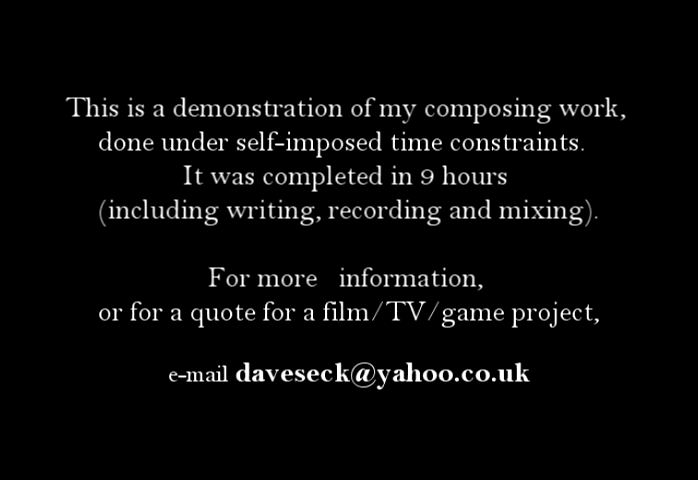 This is a demonstration of my composing work,
done under self-imposed time constraints.
It was completed in 9 hours
(including writing, recording and mixing).
For more information,
or for a quote for a film/TV/game project,
e-mail daveseck@yahoo.co.uk